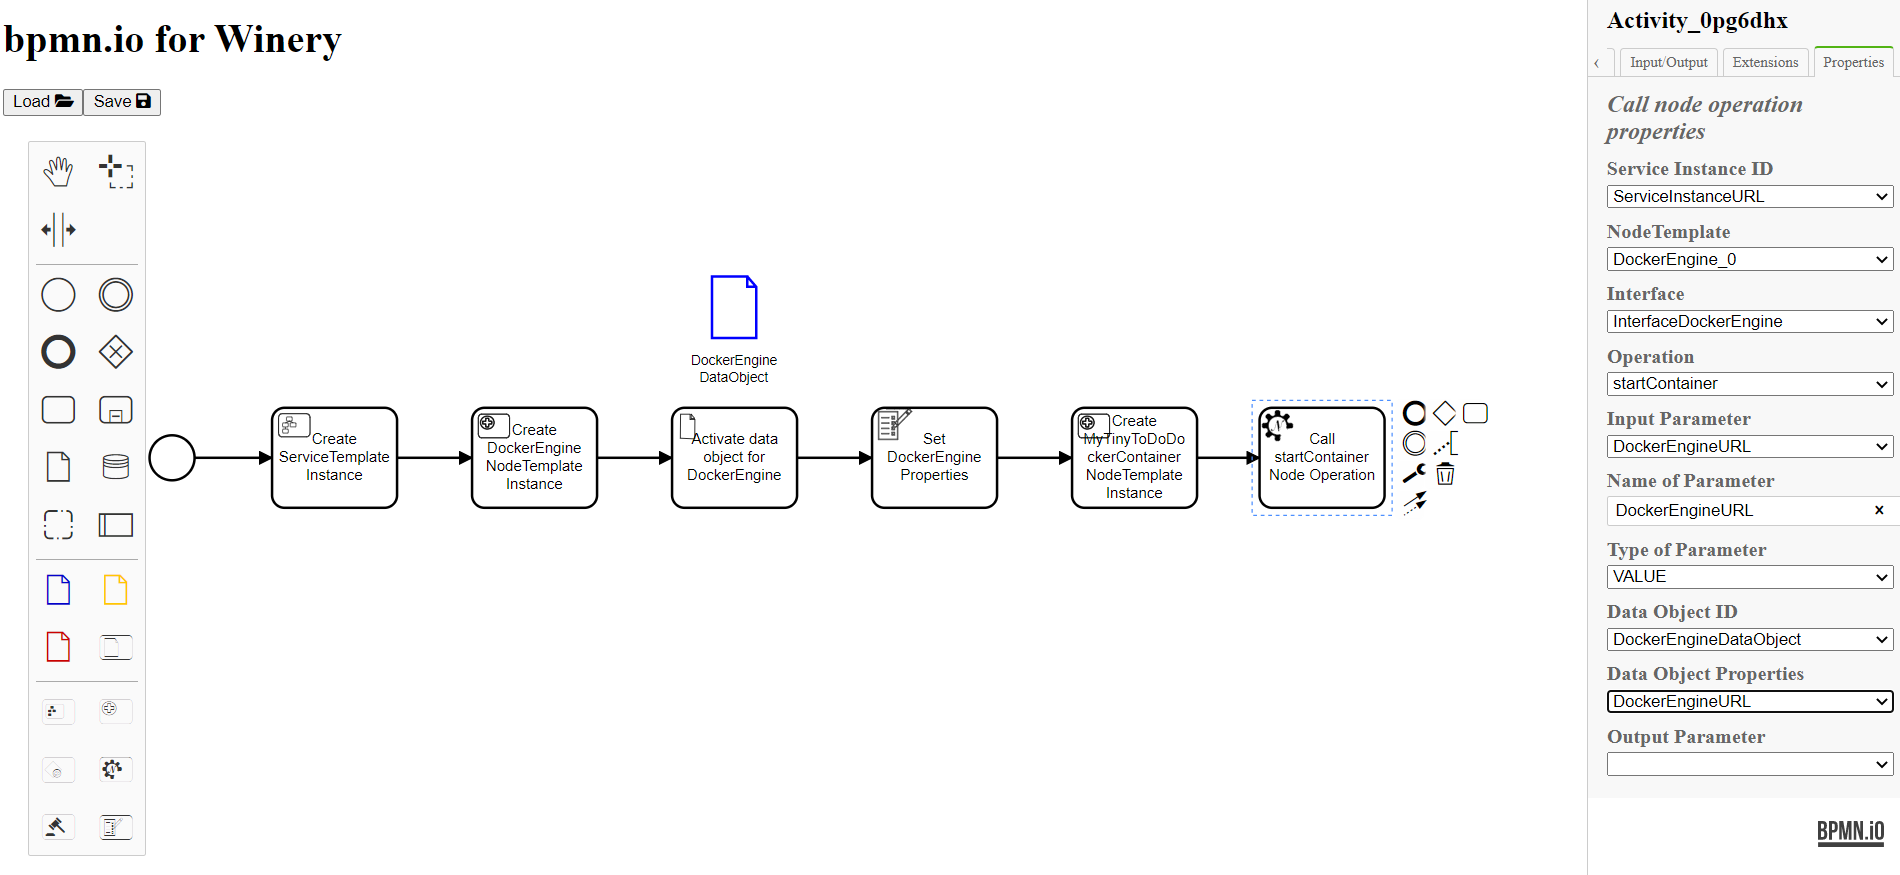 bpmn.io for Winery
Load
Save
DockerEngine
DataObject
Create
ServiceTemplate
Instance
Create
DockerEngine
NodeTemplate
Instance
Activate data
object for
DockerEngine
Set
DockerEngine
Properties
Create
MyTinyToDoDo
ckerContainer
NodeTemplate
Instance
Call
startContainer
Node Operation
Activity_0pg6dhx
‹ Input/Output Extensions Properties
Call node operation
properties
Service Instance ID
ServiceInstanceURL
NodeTemplate
DockerEngine_0
Interface
InterfaceDockerEngine
Operation
startContainer
Input Parameter
DockerEngineURL
Name of Parameter
DockerEngineURL ×
Type of Parameter
VALUE
Data Object ID
DockerEngineDataObject
Data Object Properties
DockerEngineURL
Output Parameter
BPMN.iO